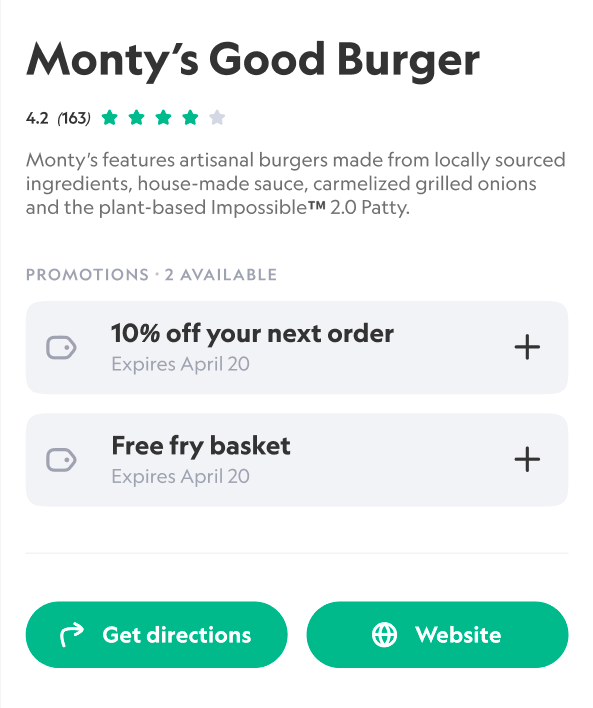 Monty’s Good Burger
4.2 (163)
Monty’s features artisanal burgers made from locally sourced
ingredients, house-made sauce, carmelized grilled onions
and the plant-based Impossible™ 2.0 Patty.
PROMOTIONS · 2 AVAILABLE
10% off your next order
Expires April 20
Free fry basket
Expires April 20
Get directions
Website